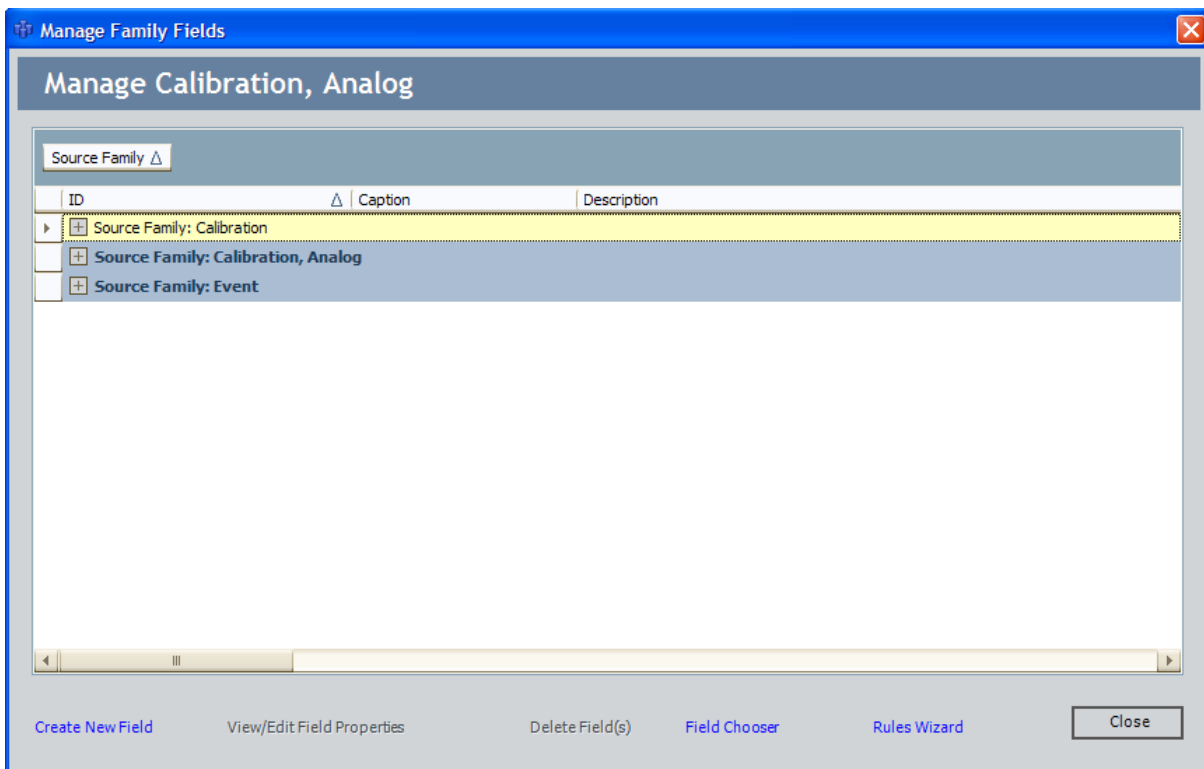 Manage Family Fields
Manage Calibration, Analog
Source Family
ID Caption Description
Source Family: Calibration
Source Family: Calibration, Analog
Source Family: Event
Create New Field View/Edit Field Properties Delete Field(s) Field Chooser Rules Wizard Close